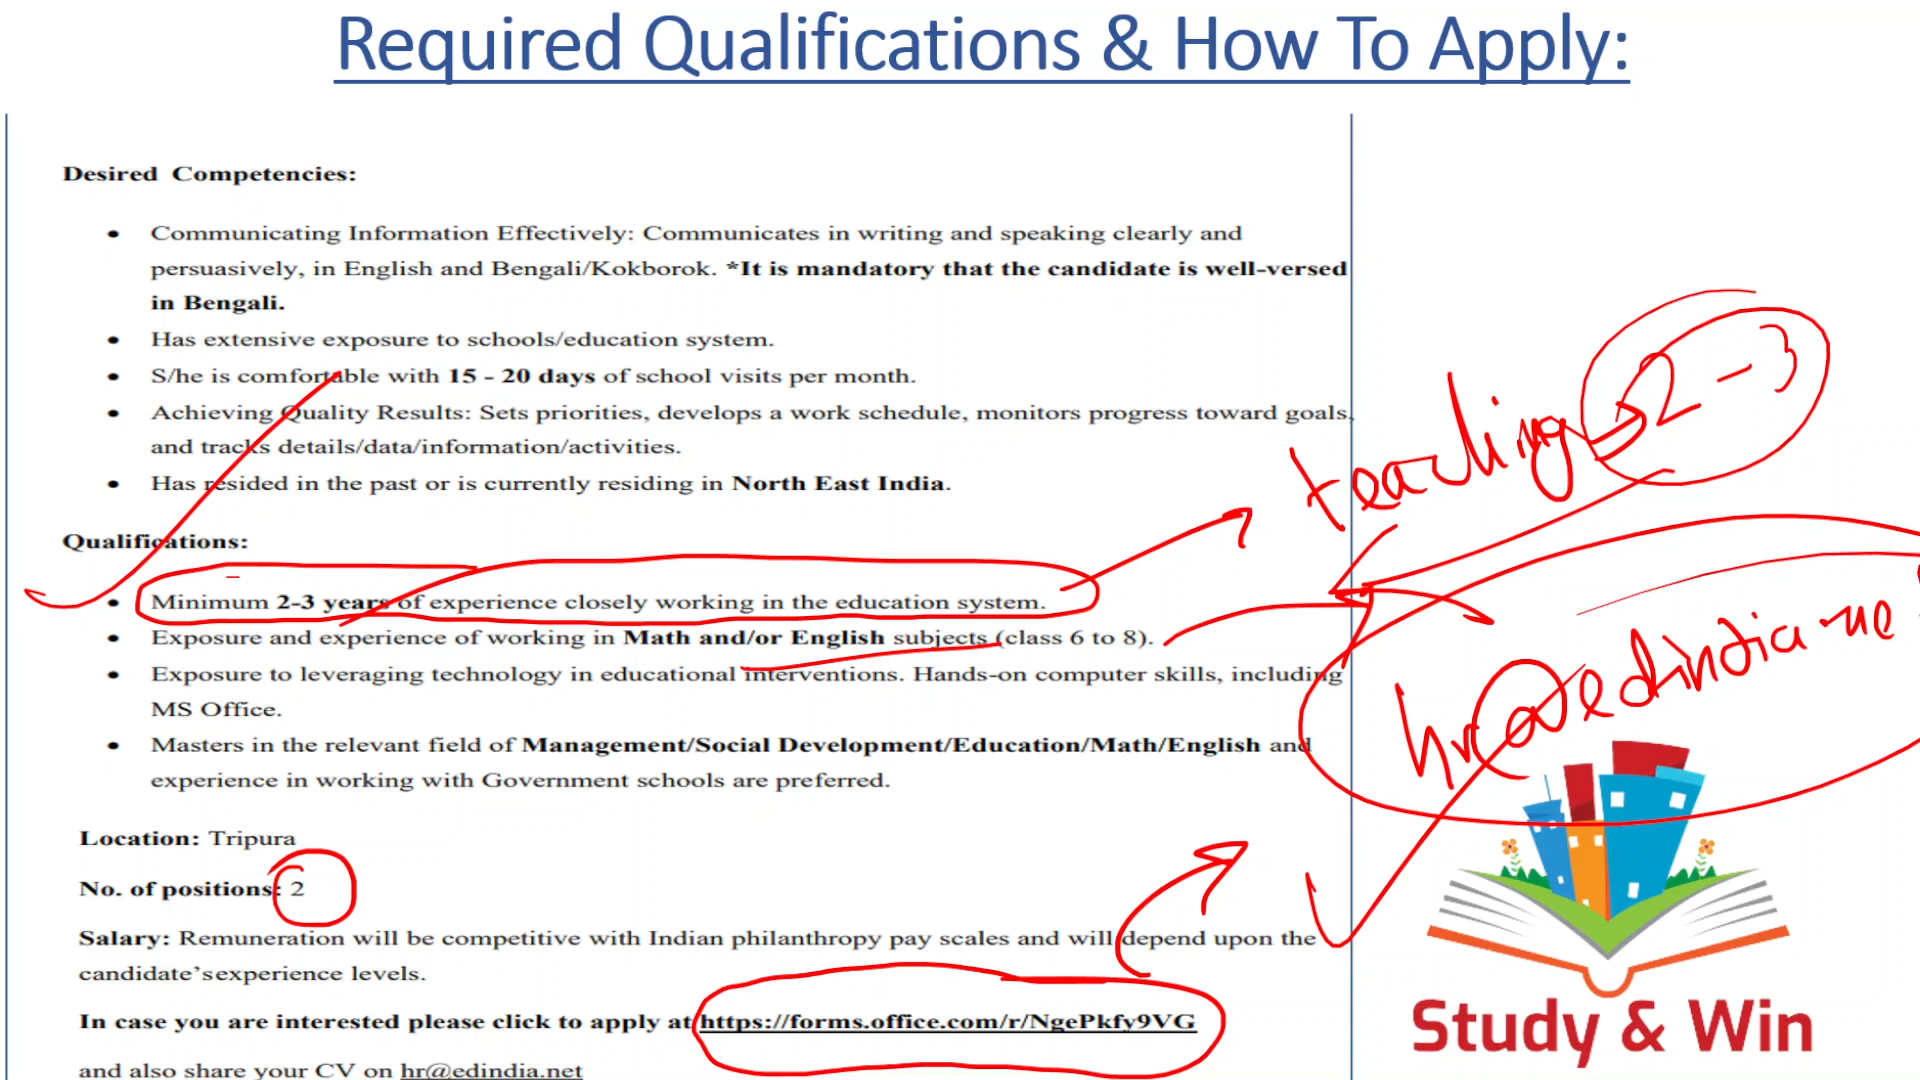 Required Qualifications & How To Apply:
Desired Competencies:
• Communicating Information Effectively: Communicates in writing and speaking clearly and
persuasively, in English and Bengali/Kokborok. *It is mandatory that the candidate is well-versed
in Bengali.
• Has extensive exposure to schools/education system.
• S/he is comfortable with 15 - 20 days of school visits per month.
• Achieving Quality Results: Sets priorities, develops a work schedule, monitors progress toward goals,
and tracks details/data/information/activities.
• Has resided in the past or is currently residing in North East India.
Qualifications:
• Minimum 2-3 years of experience closely working in the education system.
• Exposure and experience of working in Math and/or English subjects (class 6 to 8).
• Exposure to leveraging technology in educational interventions. Hands-on computer skills, including
MS Office.
• Masters in the relevant field of Management/Social Development/Education/Math/English and
experience in working with Government schools are preferred.
Location: Tripura
No. of positions: 2
Salary: Remuneration will be competitive with Indian philanthropy pay scales and will depend upon the
candidate'sexperience levels.
In case you are interested please click to apply at https://forms.office.com/r/NgePkfy9VG
and also share your CV on hr@edindia.net
teaching 2-3
hr@edindia
Study & Win